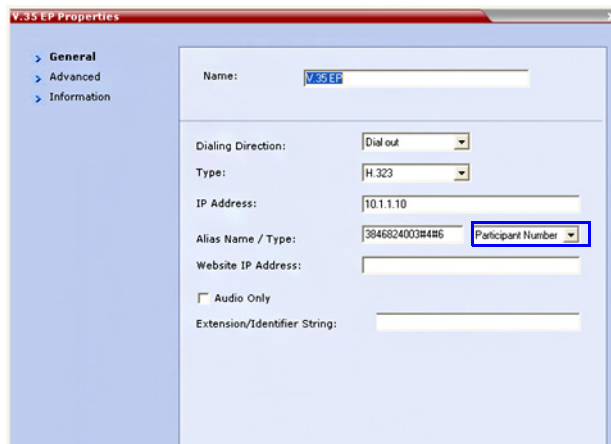 V.35 EP Properties
General
Advanced
Information
Name: V.35 EP
Dialing Direction: Dial out
Type: H.323
IP Address: 10.1.1.10
Alias Name / Type: 3846824003#4#6 Participant Number
Website IP Address:
Audio Only
Extension/Identifier String: